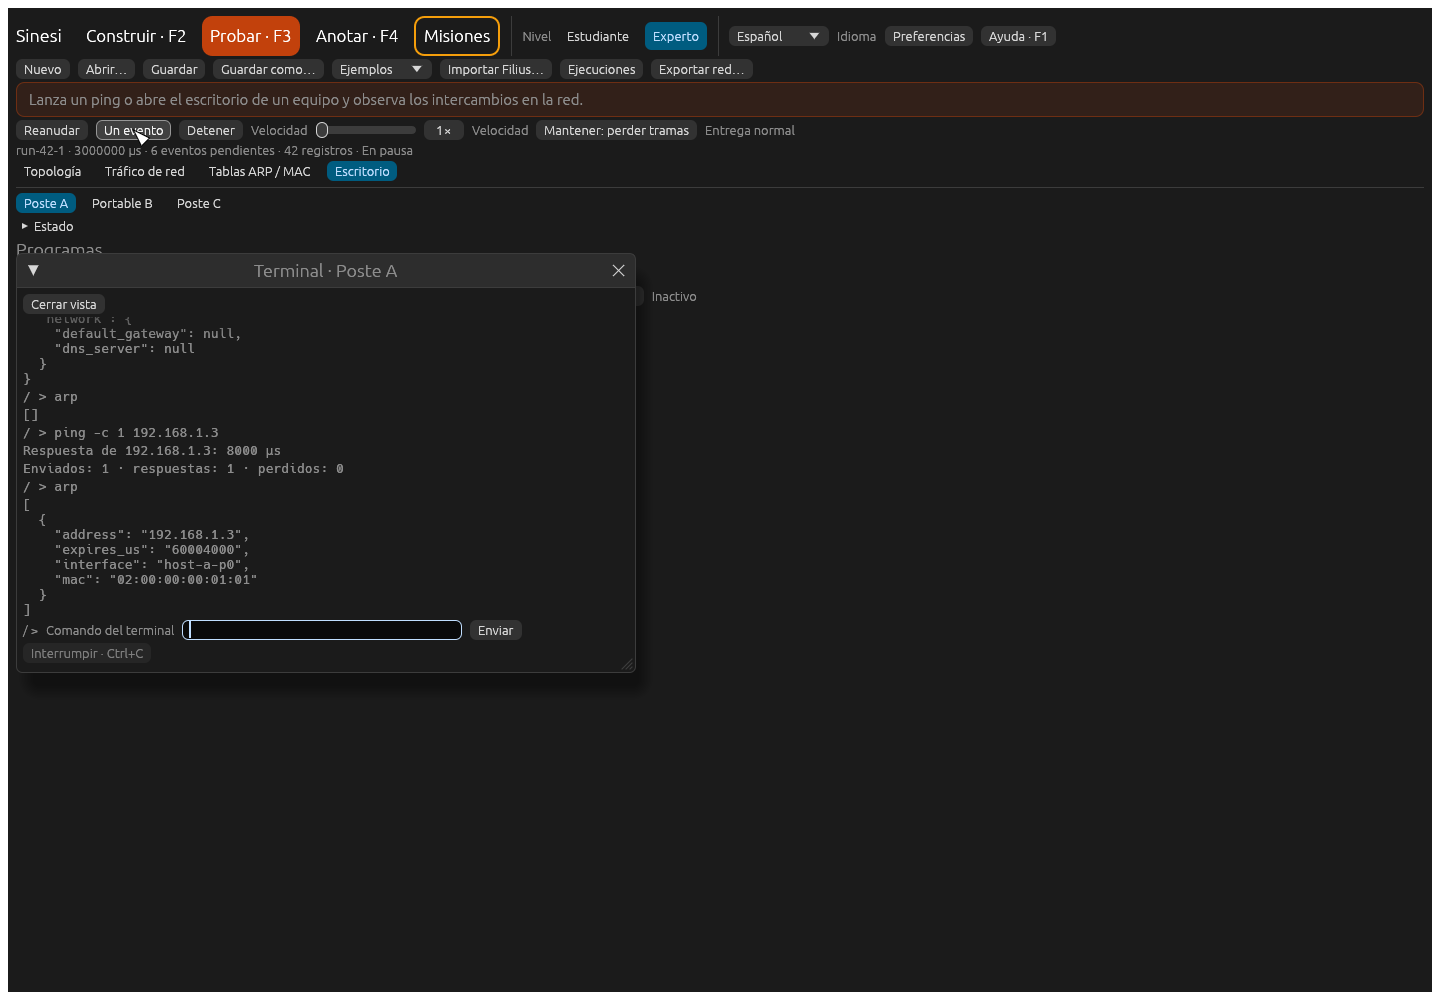 Sinesi Construir · F2 Probar · F3 Anotar · F4 Misiones Nivel Estudiante Experto Español Idioma Preferencias Ayuda · F1
Nuevo Abrir... Guardar Guardar como... Ejemplos Importar Filius... Ejecuciones Exportar red...
Lanza un ping o abre el escritorio de un equipo y observa los intercambios en la red.
Reanudar Un evento Detener Velocidad 1× Velocidad Mantener: perder tramas Entrega normal
run-42-1 · 3000000 µs · 6 eventos pendientes · 42 registros · En pausa
Topología Tráfico de red Tablas ARP / MAC Escritorio
Poste A Portable B Poste C
Estado
Programas
Terminal · Poste A
Inactivo
Cerrar vista
"network": {
"default_gateway": null,
"dns_server": null
}
}
/ > arp
[]
/ > ping -c 1 192.168.1.3
Respuesta de 192.168.1.3: 8000 µs
Enviados: 1 · respuestas: 1 · perdidos: 0
/ > arp
[
{
"address": "192.168.1.3",
"expires_us": "60004000",
"interface": "host-a-p0",
"mac": "02:00:00:00:01:01"
}
]
/ > Comando del terminal Enviar
Interrumpir · Ctrl+C